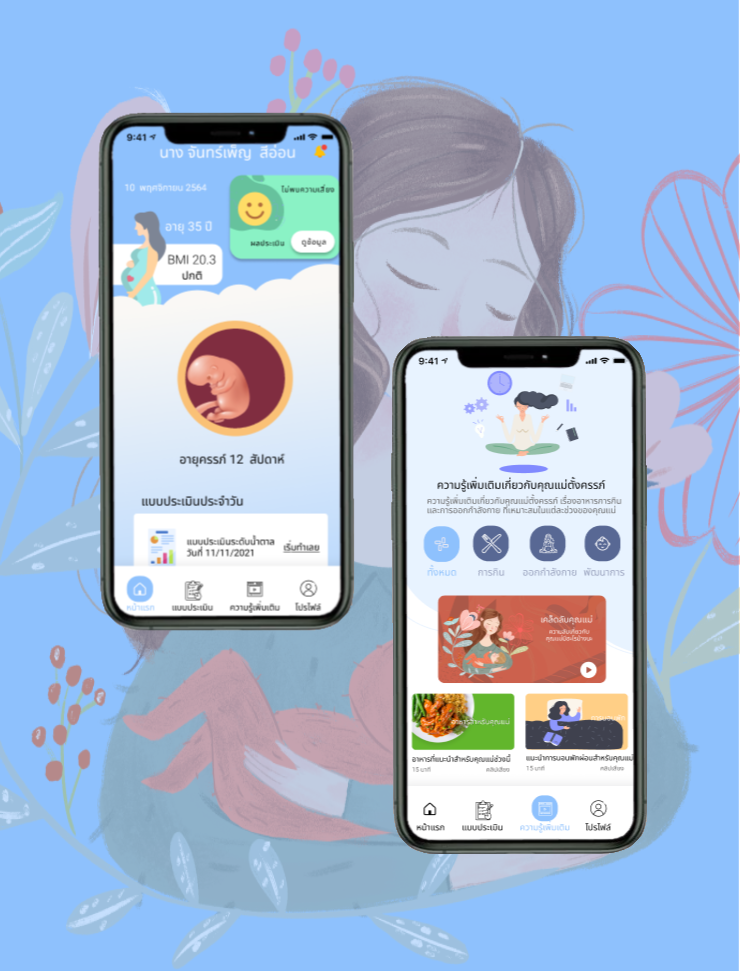 9:41
นาง จันทร์เพ็ญ สีอ่อน
10 พฤศจิกายน 2564
ไม่พบความเสี่ยง
อายุ 35 ปี
ผลประเมิน
ดูข้อมูล
BMI 20.3
ปกติ
อายุครรภ์ 12 สัปดาห์
แบบประเมินประจำวัน
แบบประเมินระดับน้ำตาล
วันที่ 11/11/2021
เริ่มทำเลย
หน้าแรก
แบบประเมิน
ความรู้เพิ่มเติม
โปรไฟล์
9:41
ความรู้เพิ่มเติมเกี่ยวกับคุณแม่ตั้งครรภ์
ความรู้เพิ่มเติมเกี่ยวกับคุณแม่ตั้งครรภ์ เรื่องอาหารการกิน
และการออกกำลังกาย ที่เหมาะสมในแต่ละช่วงของคุณแม่
ทั้งหมด
การกิน
ออกกำลังกาย
พัฒนาการ
เคล็ดลับคุณแม่
ความลับเกี่ยวกับ
คุณแม่มีอะไรบ้างนะ
อาหารสำหรับคุณแม่
อาหารที่แนะนำสำหรับคุณแม่ช่วงนี้
15 นาที
คลิปเสียง
แนะนำการนอนพักผ่อนสำหรับคุณแม่
15 นาที
คลิปเสียง
หน้าแรก
แบบประเมิน
ความรู้เพิ่มเติม
โปรไฟล์